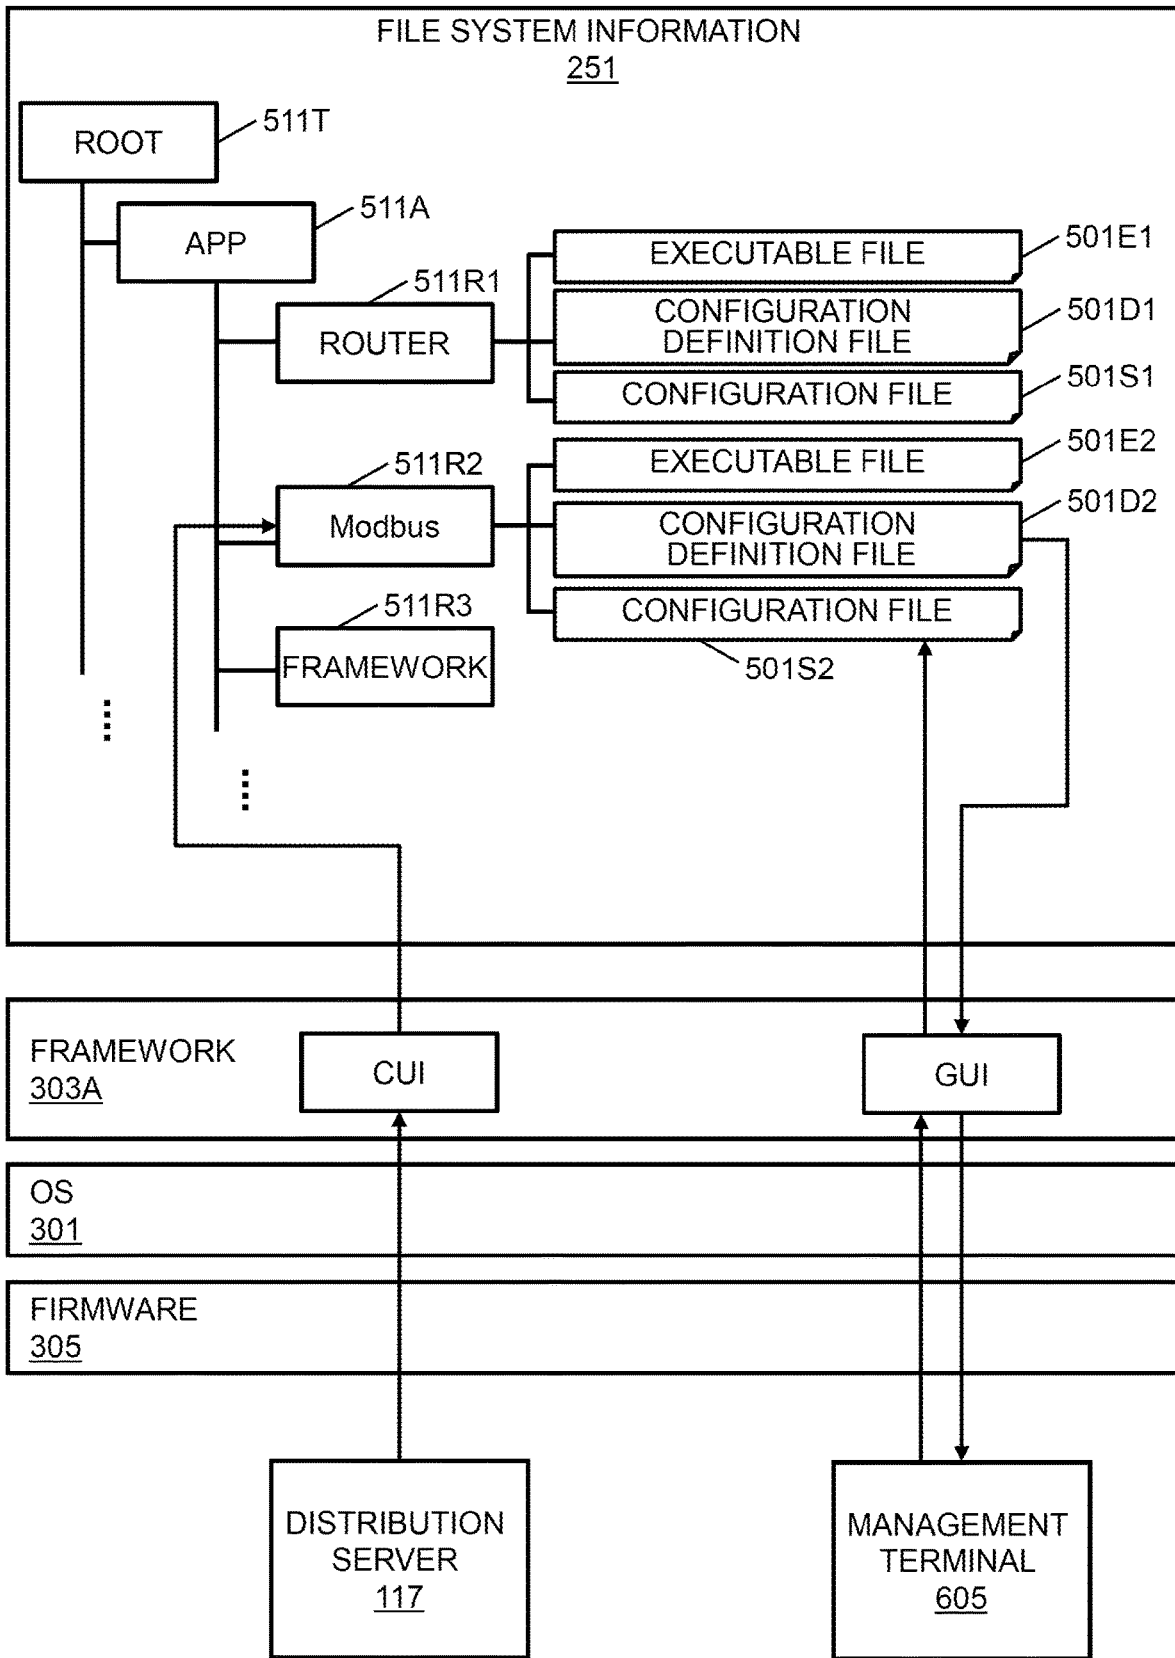 FILE SYSTEM INFORMATION
251
511T
ROOT
511A
APP
511R1
ROUTER
EXECUTABLE FILE
501E1
CONFIGURATION
DEFINITION FILE
501D1
CONFIGURATION FILE
501S1
511R2
Modbus
EXECUTABLE FILE
501E2
CONFIGURATION
DEFINITION FILE
501D2
CONFIGURATION FILE
501S2
511R3
FRAMEWORK
FRAMEWORK
303A
CUI
GUI
OS
301
FIRMWARE
305
DISTRIBUTION
SERVER
117
MANAGEMENT
TERMINAL
605